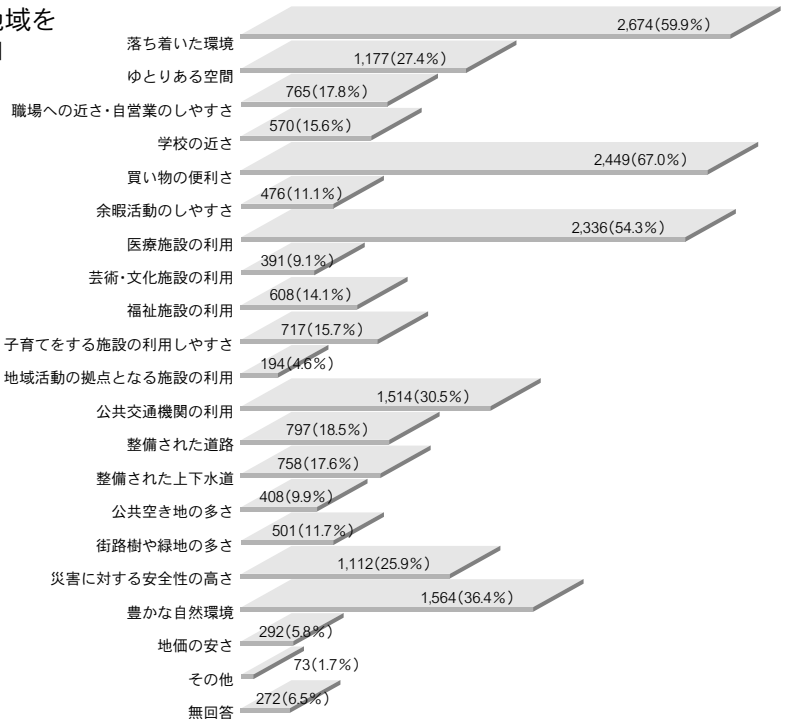 域を
落ち着いた環境 2,674(59.9%)
ゆとりある空間 1,177(27.4%)
職場への近さ・自営業のしやすさ 765(17.8%)
学校の近さ 570(15.6%)
買い物の便利さ 2,449(67.0%)
余暇活動のしやすさ 476(11.1%)
医療施設の利用 2,336(54.3%)
芸術・文化施設の利用 391(9.1%)
福祉施設の利用 608(14.1%)
子育てをする施設の利用しやすさ 717(15.7%)
地域活動の拠点となる施設の利用 194(4.6%)
公共交通機関の利用 1,514(30.5%)
整備された道路 797(18.5%)
整備された上下水道 758(17.6%)
公共空き地の多さ 408(9.9%)
街路樹や緑地の多さ 501(11.7%)
災害に対する安全性の高さ 1,112(25.9%)
豊かな自然環境 1,564(36.4%)
地価の安さ 292(5.8%)
その他 73(1.7%)
無回答 272(6.5%)